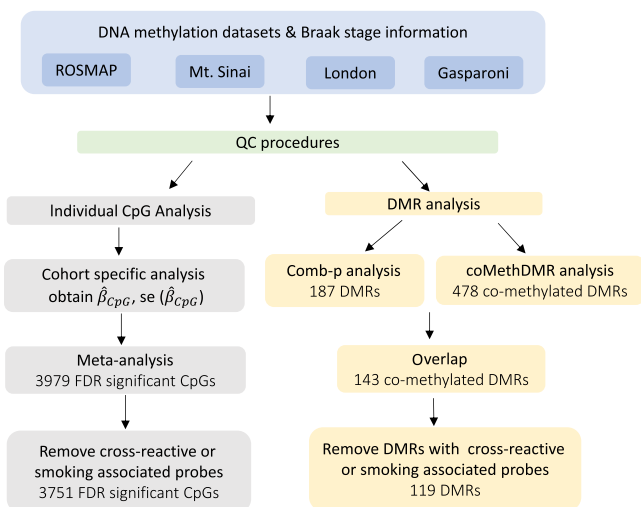 DNA methylation datasets & Braak stage information
ROSMAP
Mt. Sinai
London
Gasparoni
QC procedures
Individual CpG Analysis
DMR analysis
Cohort specific analysis
obtain β̂_CpG, se (β̂_CpG)
Comb-p analysis
187 DMRs
coMethDMR analysis
478 co-methylated DMRs
Meta-analysis
3979 FDR significant CpGs
Overlap
143 co-methylated DMRs
Remove cross-reactive or
smoking associated probes
3751 FDR significant CpGs
Remove DMRs with cross-reactive
or smoking associated probes
119 DMRs